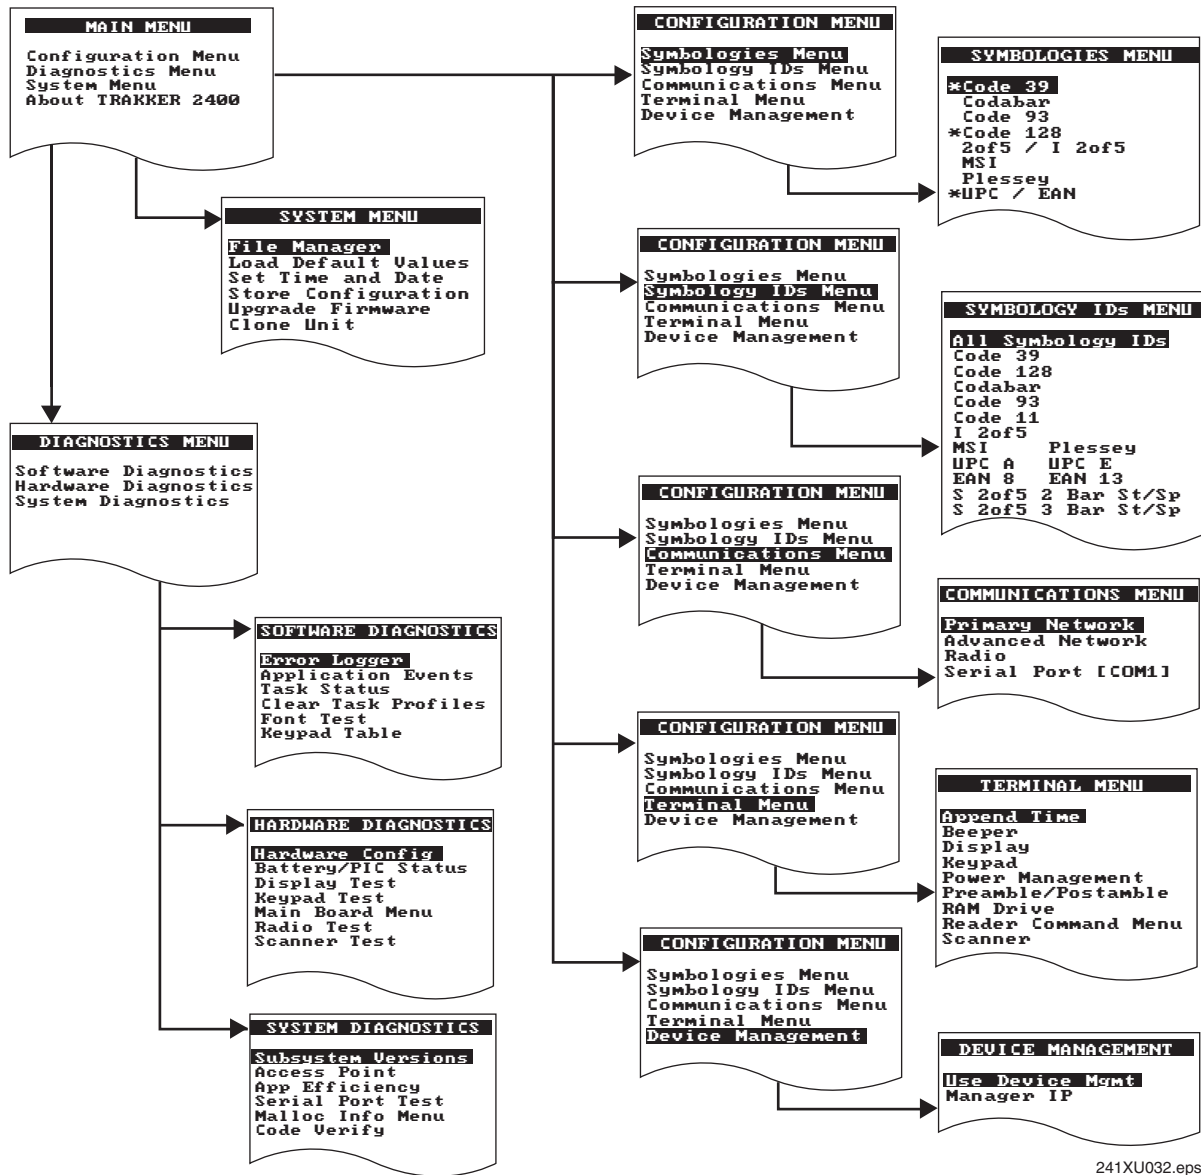 MAIN MENU
Configuration Menu
Diagnostics Menu
System Menu
About TRAKKER 2400
SYSTEM MENU
File Manager
Load Default Values
Set Time and Date
Store Configuration
Upgrade Firmware
Clone Unit
DIAGNOSTICS MENU
Software Diagnostics
Hardware Diagnostics
System Diagnostics
SOFTWARE DIAGNOSTICS
Error Logger
Application Events
Task Status
Clear Task Profiles
Font Test
Keypad Table
HARDWARE DIAGNOSTICS
Hardware Config
Battery/PIC Status
Display Test
Keypad Test
Main Board Menu
Radio Test
Scanner Test
SYSTEM DIAGNOSTICS
Subsystem Versions
Access Point
App Efficiency
Serial Port Test
Malloc Info Menu
Code Verify
CONFIGURATION MENU
Symbologies Menu
Symbology IDs Menu
Communications Menu
Terminal Menu
Device Management
SYMBOLOGIES MENU
*Code 39
Codabar
Code 93
*Code 128
2of5 / I 2of5
MSI
Plessey
*UPC / EAN
CONFIGURATION MENU
Symbologies Menu
Symbology IDs Menu
Communications Menu
Terminal Menu
Device Management
SYMBOLOGY IDs MENU
All Symbology IDs
Code 39
Code 128
Codabar
Code 93
Code 11
I 2of5
MSI Plessey
UPC A UPC E
EAN 8 EAN 13
S 2of5 2 Bar St/Sp
S 2of5 3 Bar St/Sp
CONFIGURATION MENU
Symbologies Menu
Symbology IDs Menu
Communications Menu
Terminal Menu
Device Management
COMMUNICATIONS MENU
Primary Network
Advanced Network
Radio
Serial Port [COM1]
CONFIGURATION MENU
Symbologies Menu
Symbology IDs Menu
Communications Menu
Terminal Menu
Device Management
TERMINAL MENU
Append Time
Beeper
Display
Keypad
Power Management
Preamble/Postamble
RAM Drive
Reader Command Menu
Scanner
CONFIGURATION MENU
Symbologies Menu
Symbology IDs Menu
Communications Menu
Terminal Menu
Device Management
DEVICE MANAGEMENT
Use Device Mgmt
Manager IP
241XU032.eps